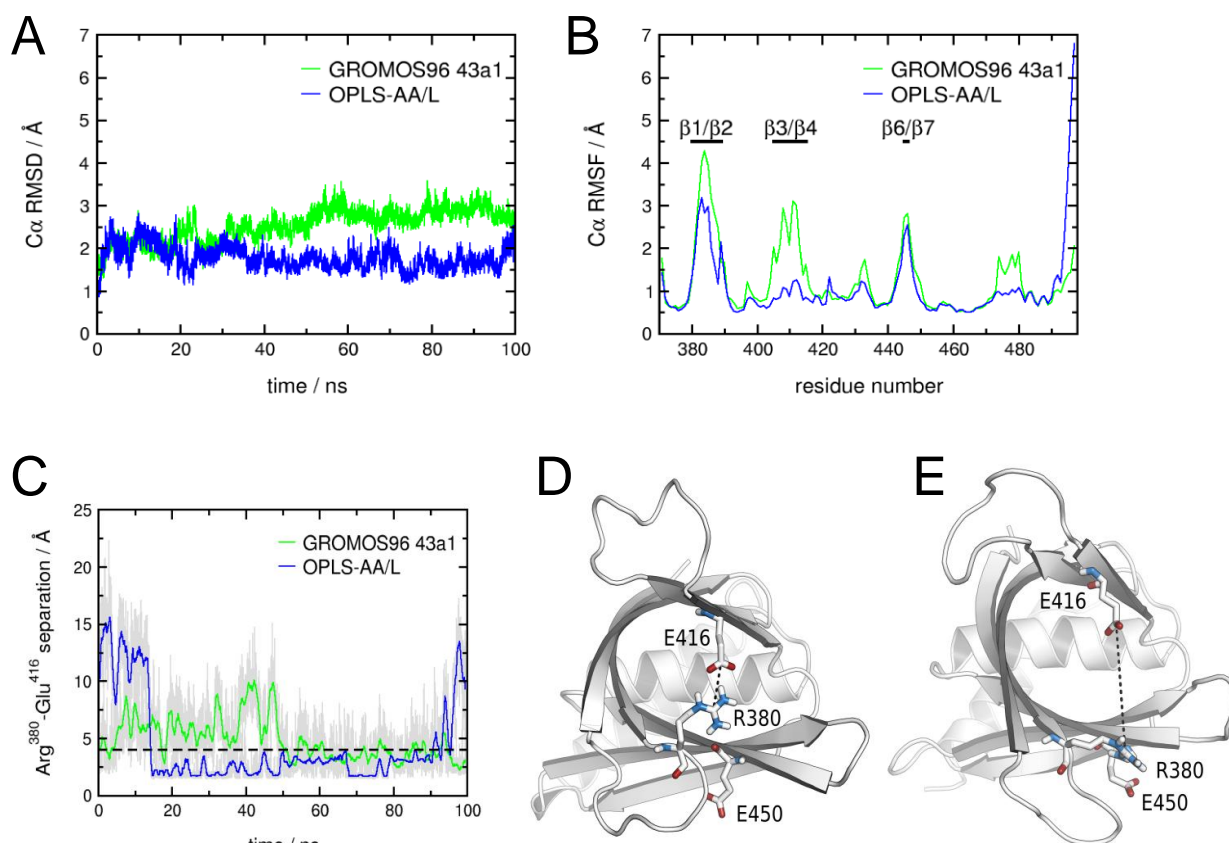 A
7
6
5
4
3
2
1
0
Cα RMSD / Å
GROMOS96 43a1
OPLS-AA/L
0 20 40 60 80 100
time / ns
B
7
6
5
4
3
2
1
0
Cα RMSF / Å
GROMOS96 43a1
OPLS-AA/L
β1/β2 β3/β4 β6/β7
380 400 420 440 460 480
residue number
C
25
20
15
10
5
0
Arg380-Glu416 separation / Å
GROMOS96 43a1
OPLS-AA/L
0 20 40 60 80 100
time / ns
D
E416
R380
E450
E
E416
R380
E450